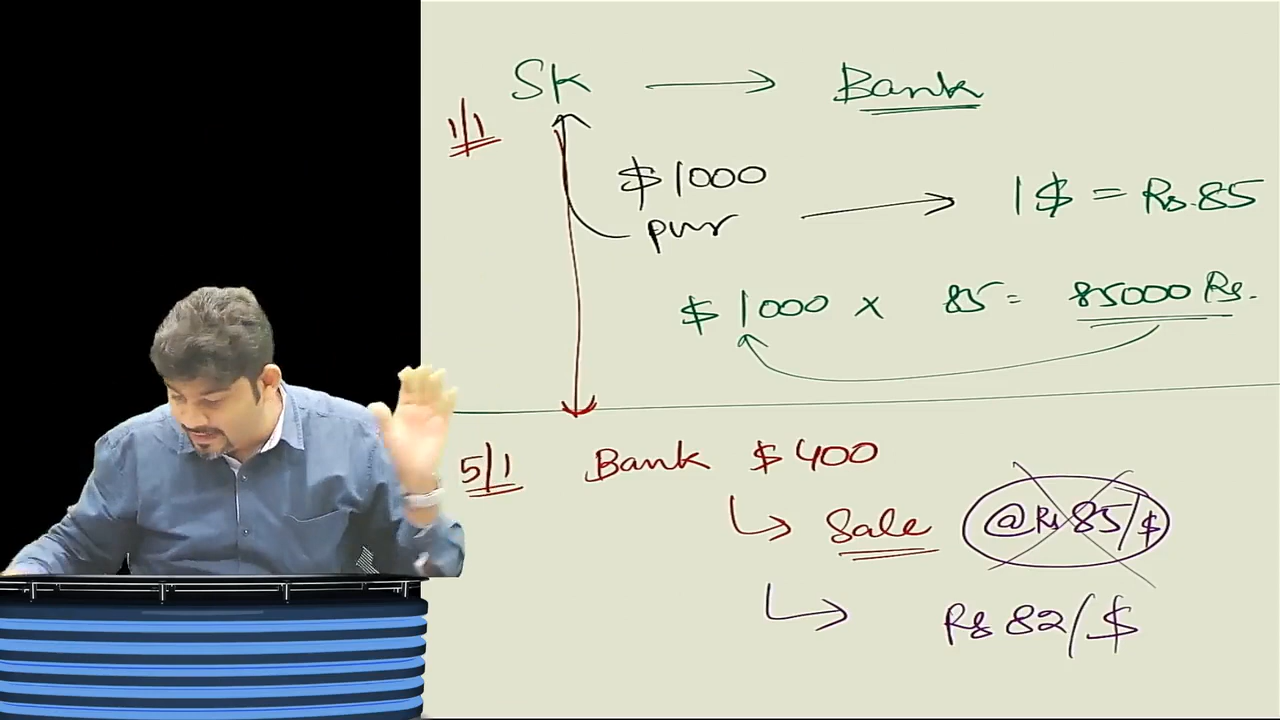 SK → Bank
1/1
$ 1000
pur → 1 $ = Rs. 85
$ 1000 x 85 = 85000 Rs.
5/1 Bank $ 400
↳ Sale @ Rs 85/$
↳ Rs 82/$